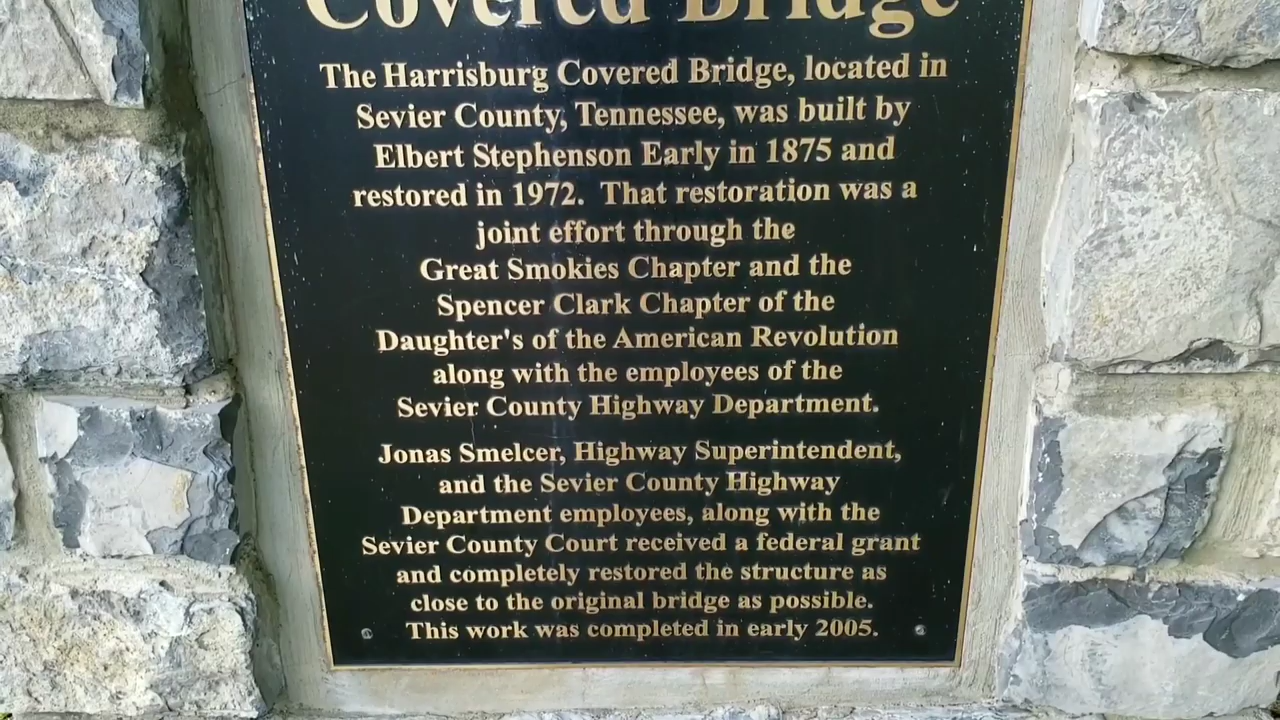 Covered Bridge
The Harrisburg Covered Bridge, located in
Sevier County, Tennessee, was built by
Elbert Stephenson Early in 1875 and
restored in 1972. That restoration was a
joint effort through the
Great Smokies Chapter and the
Spencer Clark Chapter of the
Daughter's of the American Revolution
along with the employees of the
Sevier County Highway Department.
Jonas Smelcer, Highway Superintendent,
and the Sevier County Highway
Department employees, along with the
Sevier County Court received a federal grant
and completely restored the structure as
close to the original bridge as possible.
This work was completed in early 2005.